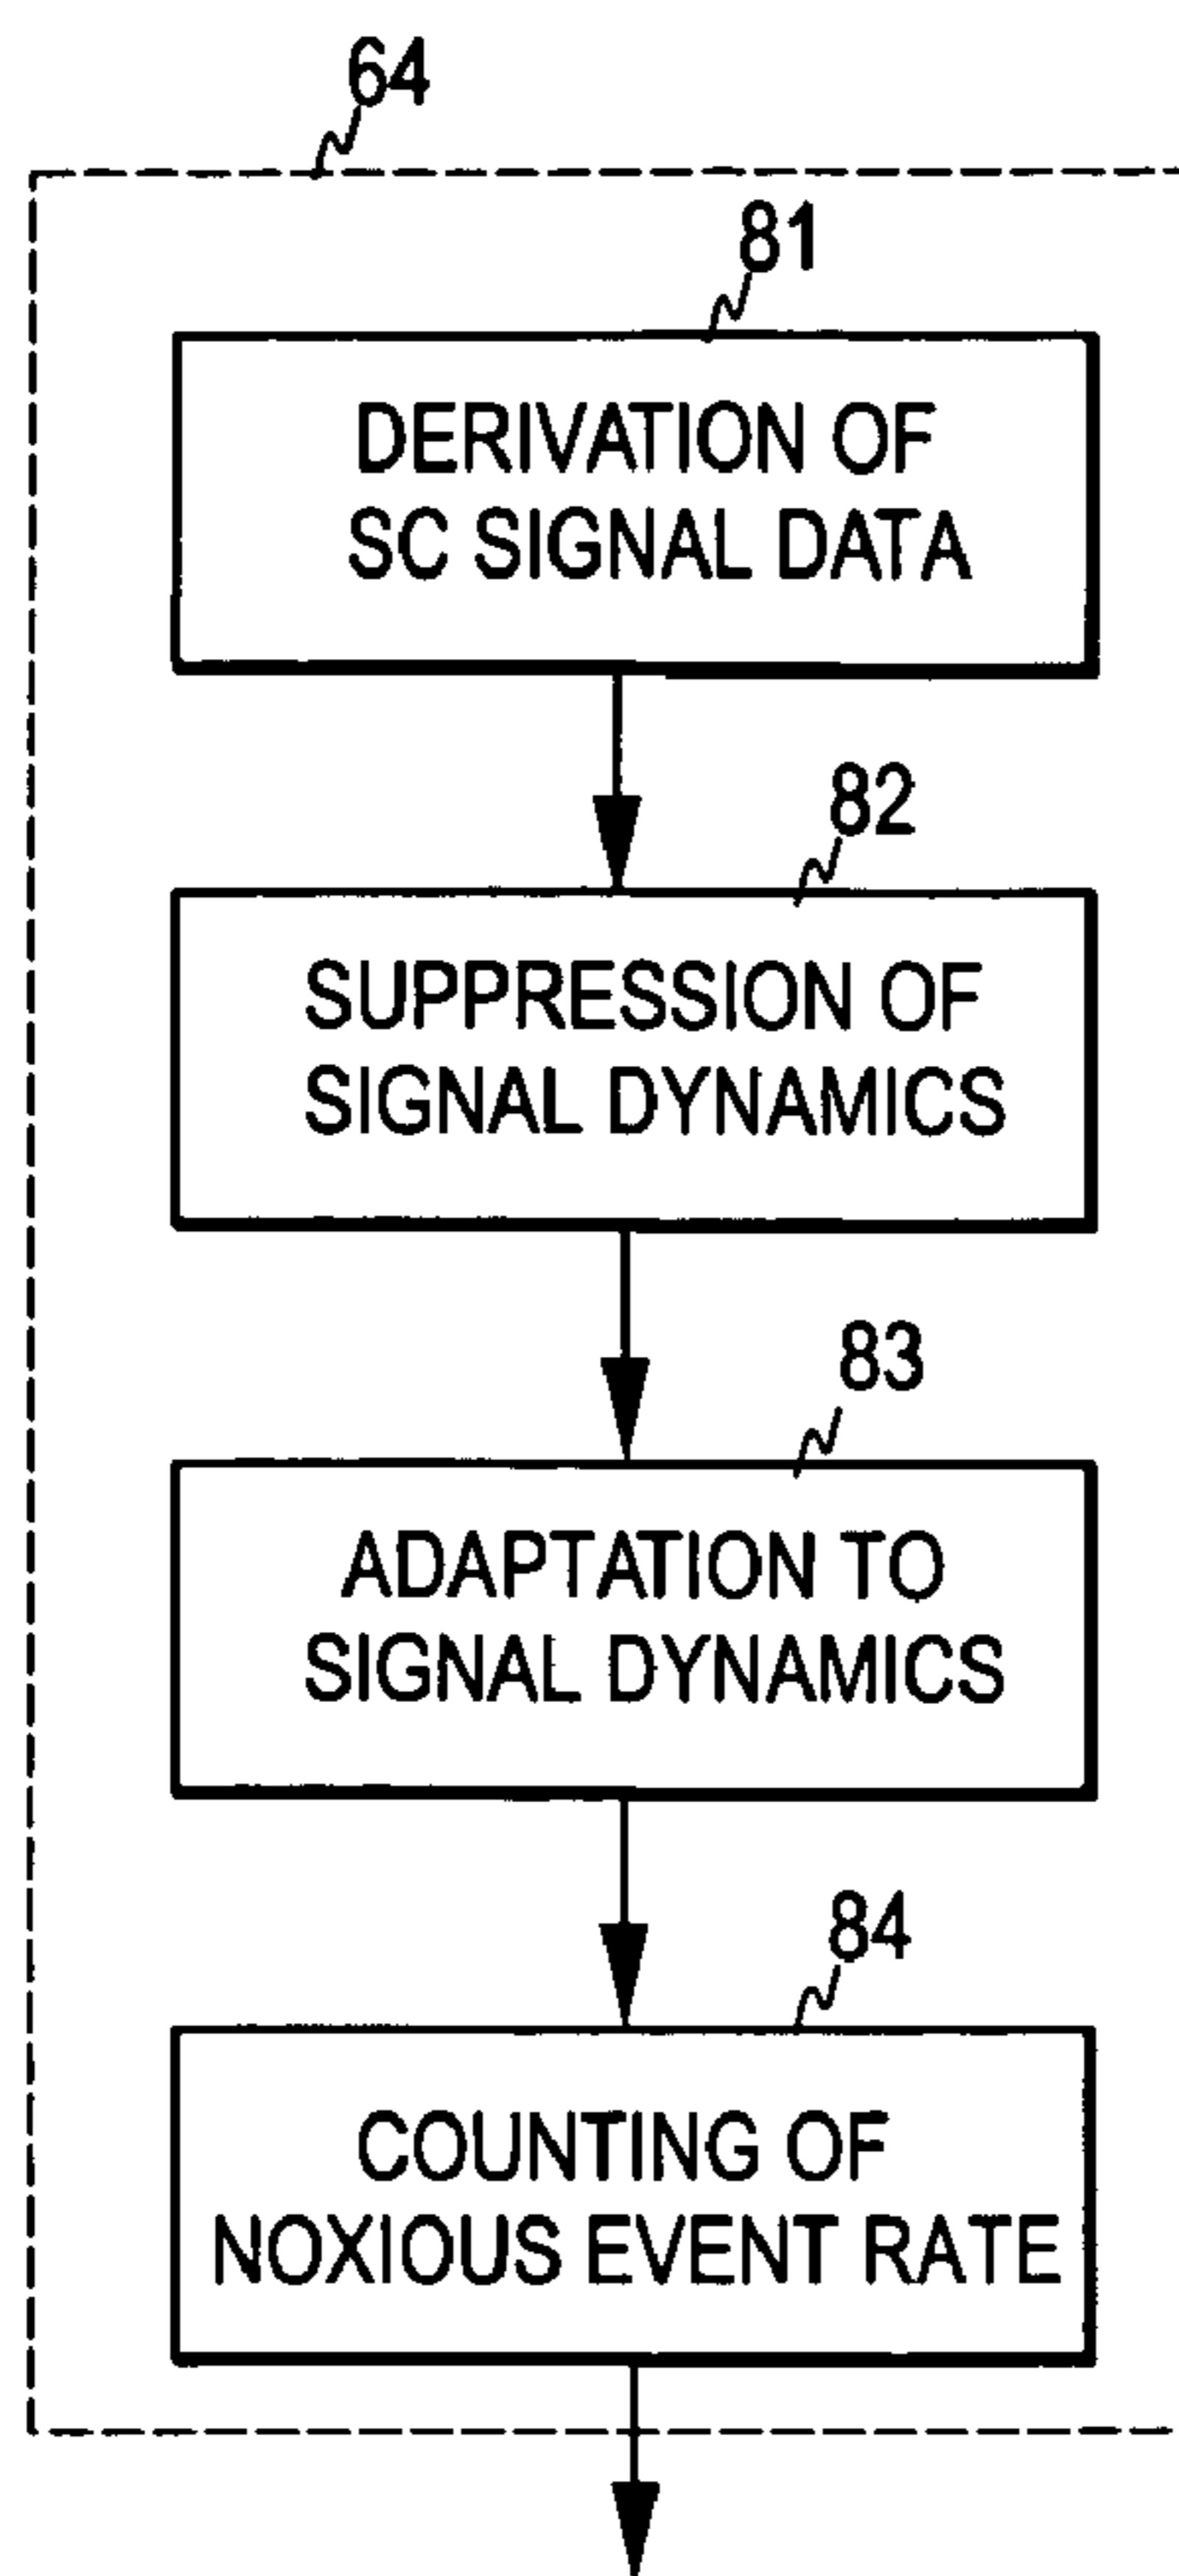 64
81
DERIVATION OF
SC SIGNAL DATA
82
SUPPRESSION OF
SIGNAL DYNAMICS
83
ADAPTATION TO
SIGNAL DYNAMICS
84
COUNTING OF
NOXIOUS EVENT RATE